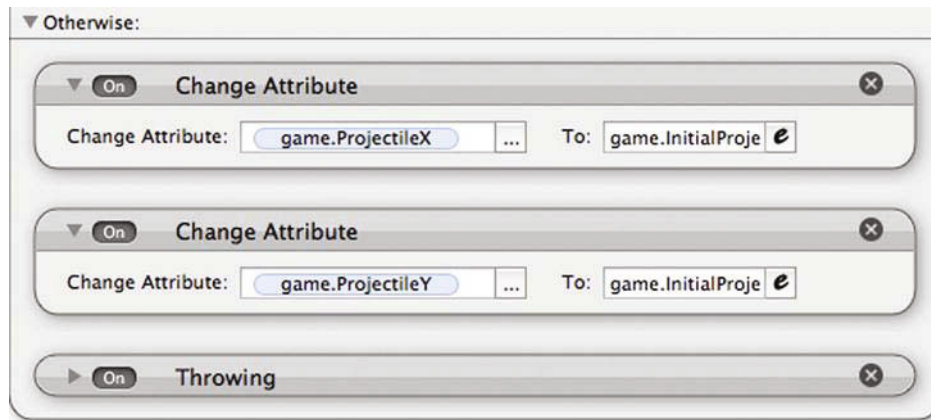 Otherwise:
On Change Attribute
Change Attribute: game.ProjectileX ... To: game.InitialProje e
On Change Attribute
Change Attribute: game.ProjectileY ... To: game.InitialProje e
On Throwing